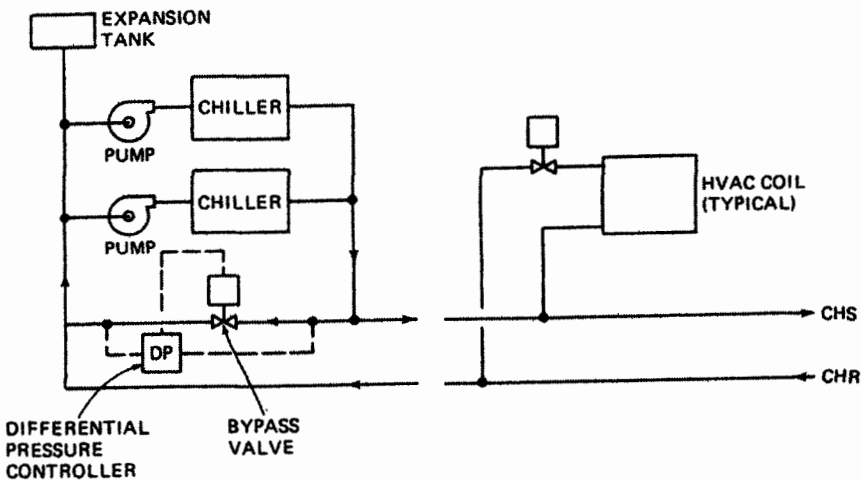 EXPANSION
TANK
CHILLER
PUMP
CHILLER
PUMP
HVAC COIL
(TYPICAL)
DP
CHS
CHR
DIFFERENTIAL
PRESSURE
CONTROLLER
BYPASS
VALVE